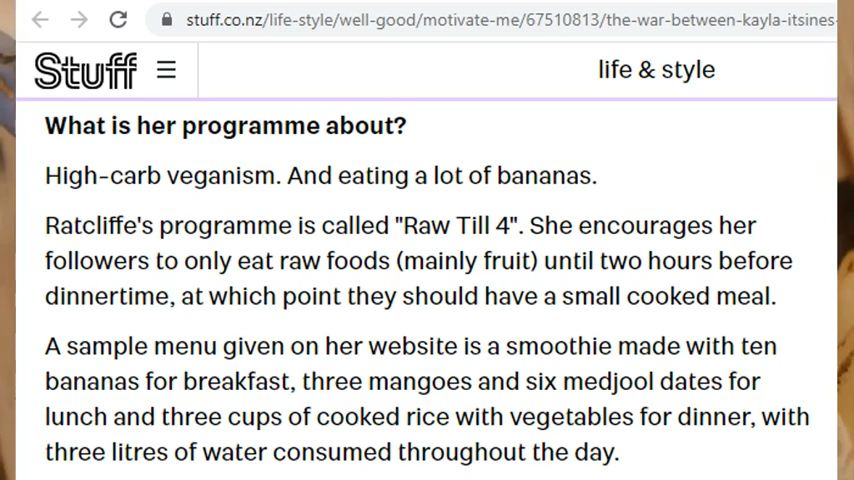 stuff.co.nz/life-style/well-good/motivate-me/67510813/the-war-between-kayla-itsines-
Stuff
life & style
What is her programme about?
High-carb veganism. And eating a lot of bananas.
Ratcliffe's programme is called "Raw Till 4". She encourages her
followers to only eat raw foods (mainly fruit) until two hours before
dinnertime, at which point they should have a small cooked meal.
A sample menu given on her website is a smoothie made with ten
bananas for breakfast, three mangoes and six medjool dates for
lunch and three cups of cooked rice with vegetables for dinner, with
three litres of water consumed throughout the day.